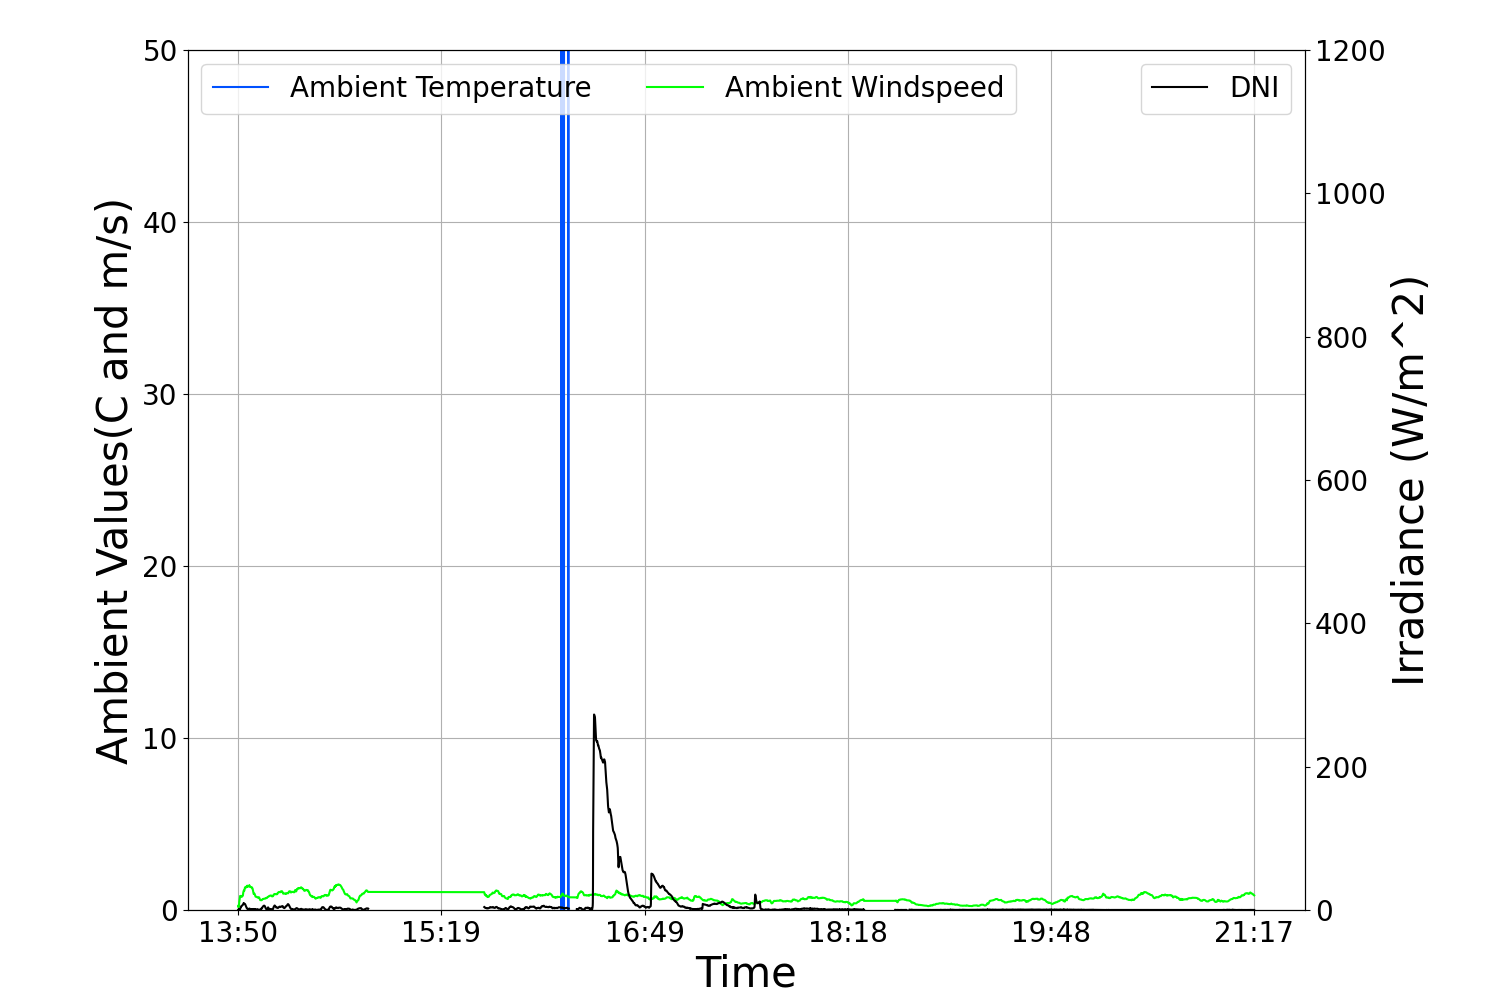 Ambient Temperature
Ambient Windspeed
DNI
50
40
30
20
10
0
1200
1000
800
600
400
200
0
Ambient Values(C and m/s)
Irradiance (W/m^2)
13:50 15:19 16:49 18:18 19:48 21:17
Time